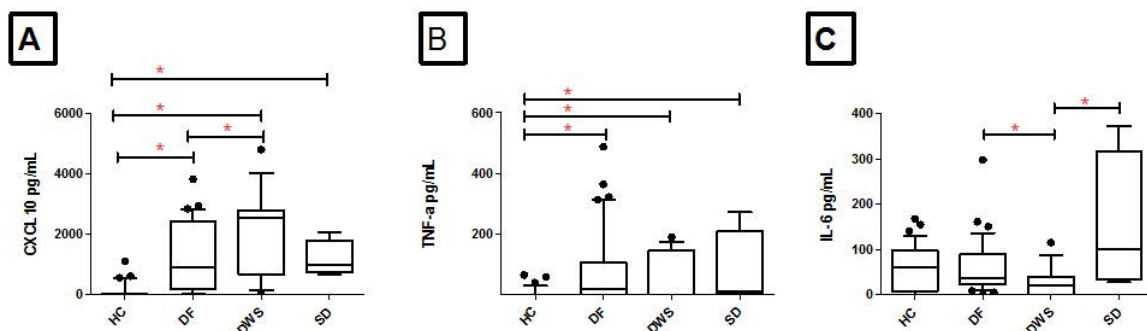 A
CXCL 10 pg/mL
6000
4000
2000
0
HC
DF
DWS
SD
*
*
*
*
B
TNF-a pg/mL
600
400
200
HC
DF
DWS
SD
*
*
*
C
IL-6 pg/mL
400
300
200
100
0
HC
DF
DWS
SD
*
*